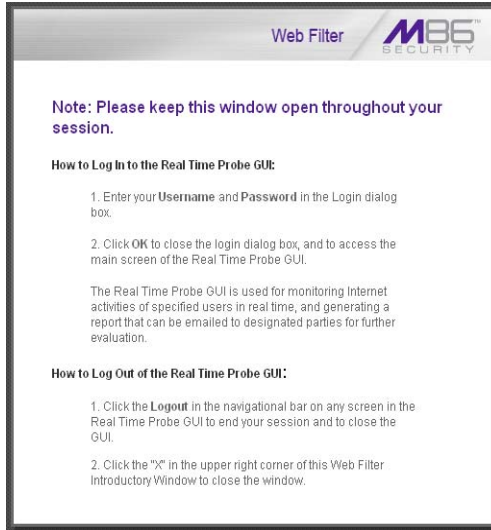 Web Filter
M86™
SECURITY
Note: Please keep this window open throughout your
session.
How to Log In to the Real Time Probe GUI:
1. Enter your Username and Password in the Login dialog
box.
2. Click OK to close the login dialog box, and to access the
main screen of the Real Time Probe GUI.
The Real Time Probe GUI is used for monitoring Internet
activities of specified users in real time, and generating a
report that can be emailed to designated parties for further
evaluation.
How to Log Out of the Real Time Probe GUI:
1. Click the Logout in the navigational bar on any screen in the
Real Time Probe GUI to end your session and to close the
GUI.
2. Click the "X" in the upper right corner of this Web Filter
Introductory Window to close the window.